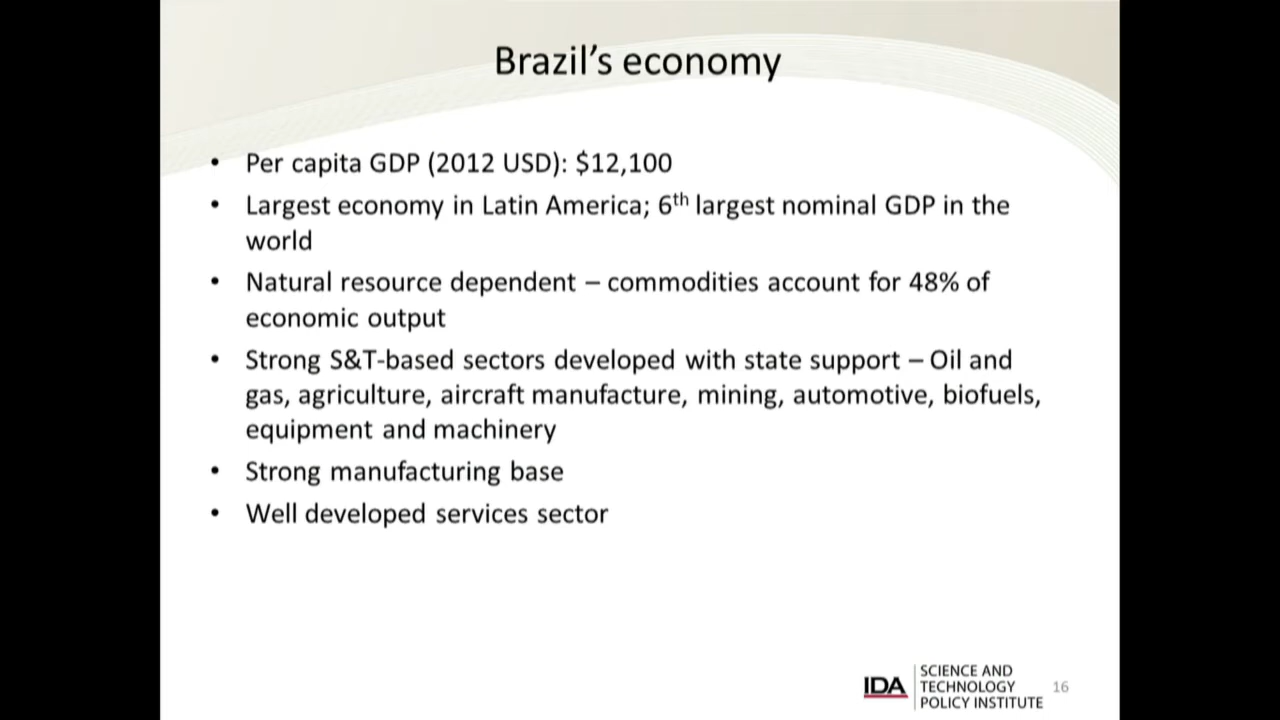 Brazil’s economy
• Per capita GDP (2012 USD): $12,100
• Largest economy in Latin America; 6th largest nominal GDP in the
world
• Natural resource dependent – commodities account for 48% of
economic output
• Strong S&T-based sectors developed with state support – Oil and
gas, agriculture, aircraft manufacture, mining, automotive, biofuels,
equipment and machinery
• Strong manufacturing base
• Well developed services sector
IDA
SCIENCE AND
TECHNOLOGY
POLICY INSTITUTE
16